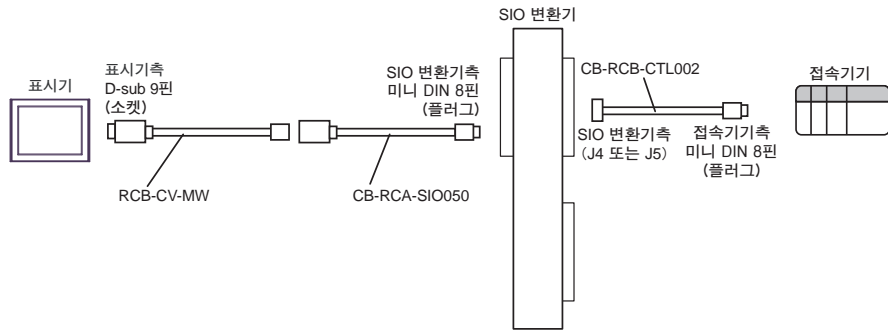 SIO 변환기
표시기
표시기측
D-sub 9핀
(소켓)
SIO 변환기측
미니 DIN 8핀
(플러그)
CB-RCB-CTL002
접속기기
SIO 변환기측
(J4 또는 J5)
접속기기측
미니 DIN 8핀
(플러그)
RCB-CV-MW
CB-RCA-SIO050